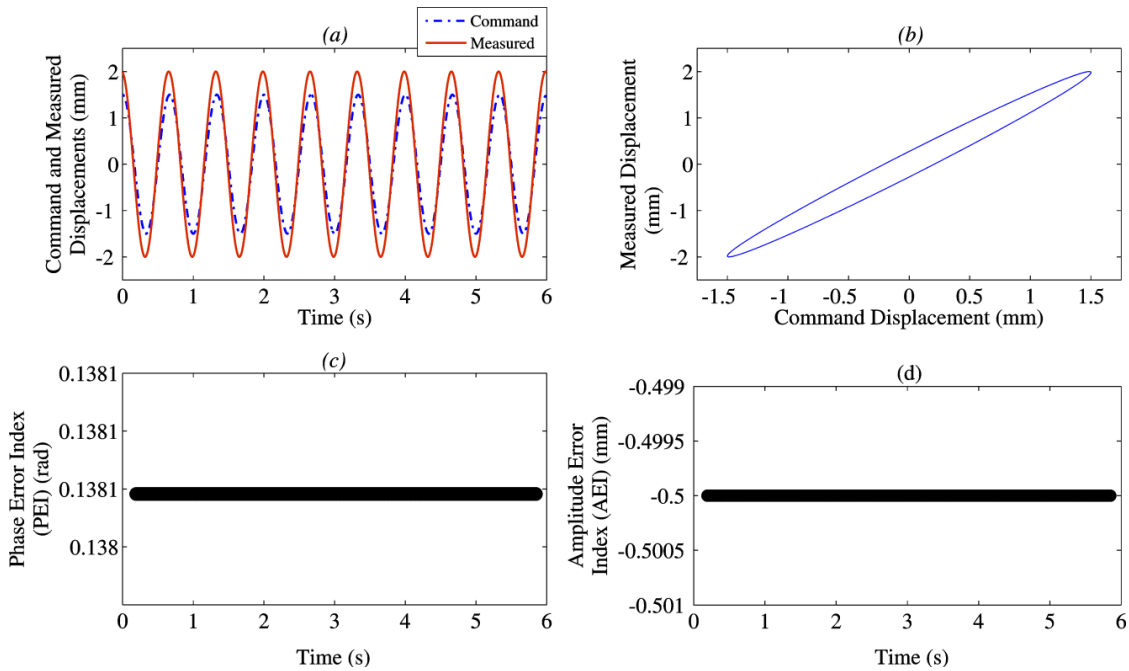 (a)
Command
Measured
Command and Measured
Displacements (mm)
2
1
0
-1
-2
0 1 2 3 4 5 6
Time (s)
(b)
Measured Displacement
(mm)
2
1
0
-1
-2
-1.5 -1 -0.5 0 0.5 1 1.5
Command Displacement (mm)
(c)
Phase Error Index
(PEI) (rad)
0.1381
0.1381
0.1381
0.138
0 1 2 3 4 5 6
Time (s)
(d)
Amplitude Error
Index (AEI) (mm)
-0.499
-0.4995
-0.5
-0.5005
-0.501
0 1 2 3 4 5 6
Time (s)